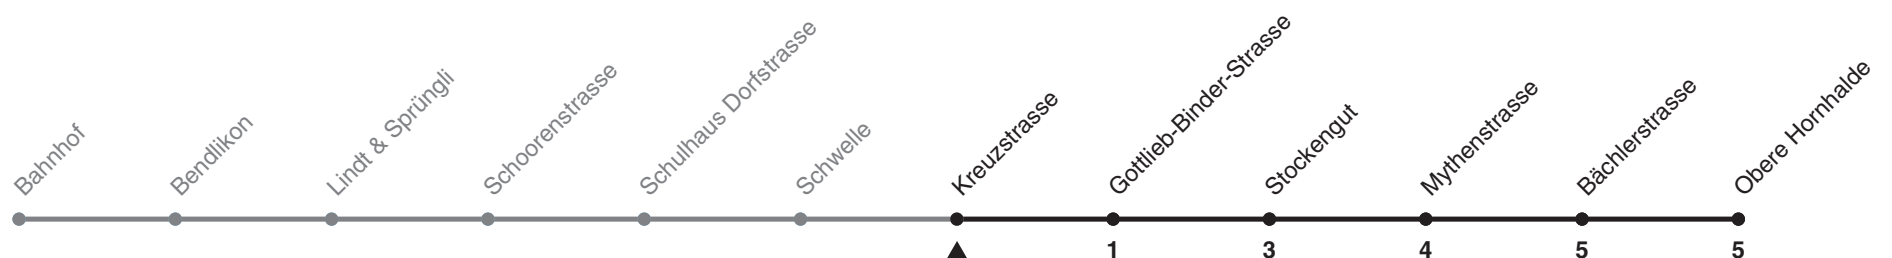 Bahnhof
Bendlikon
Lindt & Sprüngli
Schoorenstrasse
Schulhaus Dorfstrasse
Schwelle
Kreuzstrasse
Gottlieb-Binder-Strasse
Stockengut
Mythenstrasse
Bächlerstrasse
Obere Hornhalde
1 3 4 5 5